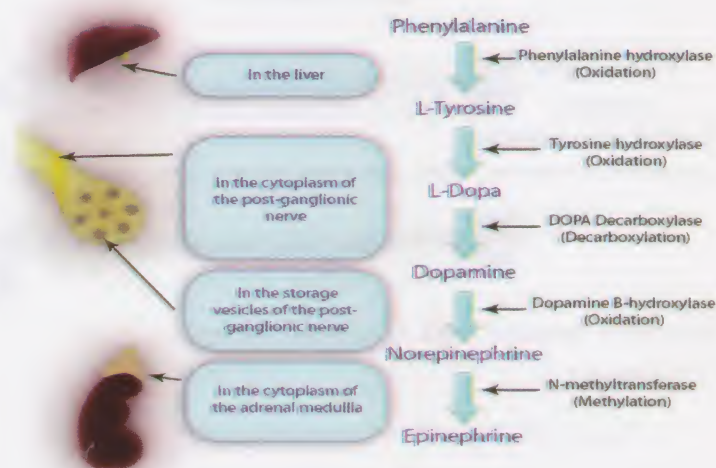 Phenylalanine
Phenylalanine hydroxylase
(Oxidation)
In the liver
L-Tyrosine
Tyrosine hydroxylase
(Oxidation)
In the cytoplasm of
the post-ganglionic
nerve
L-Dopa
DOPA Decarboxylase
(Decarboxylation)
Dopamine
In the storage
vesicles of the post-
ganglionic nerve
Dopamine B-hydroxylase
(Oxidation)
Norepinephrine
In the cytoplasm of
the adrenal medullia
N-methyltransferase
(Methylation)
Epinephrine